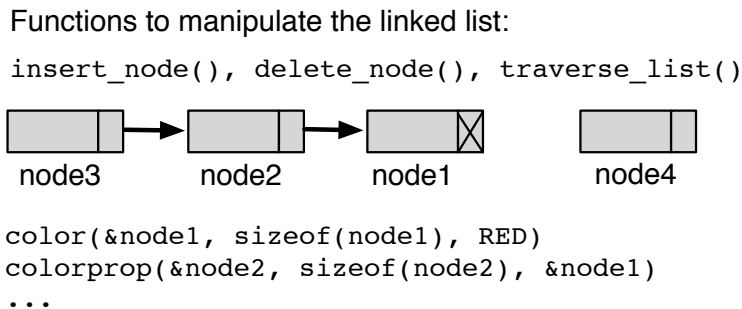 Functions to manipulate the linked list:
insert_node(), delete_node(), traverse_list()
node3 node2 node1 node4
color(&node1, sizeof(node1), RED)
colorprop(&node2, sizeof(node2), &node1)
...